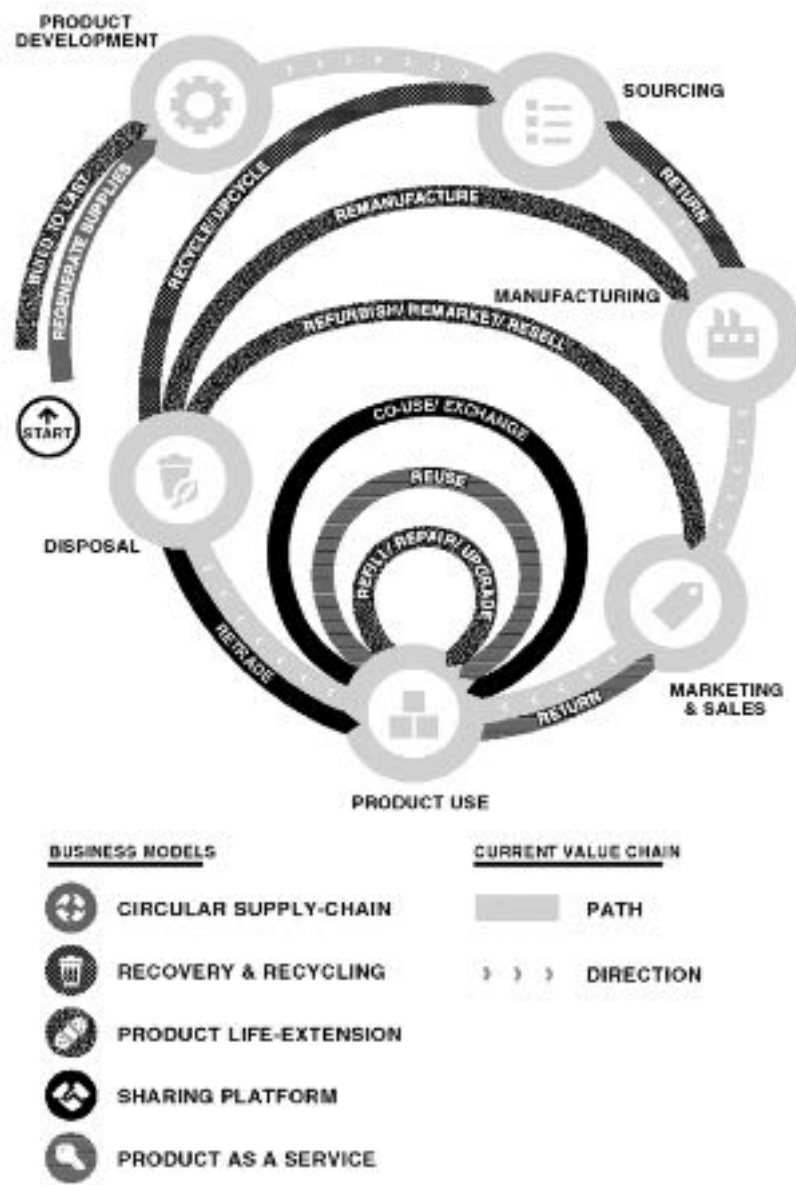 PRODUCT
DEVELOPMENT
SOURCING
RETURN
RECYCLE/ UPCYCLE
REMANUFACTURE
BUILD TO LAST
REGENERATE SUPPLIES
MANUFACTURING
REFURBISH/ REMARKET/ RESELL
START
CO-USE/ EXCHANGE
REUSE
REFILL/ REPAIR/ UPGRADE
DISPOSAL
RETRADE
RETURN
MARKETING
& SALES
PRODUCT USE
BUSINESS MODELS
CIRCULAR SUPPLY-CHAIN
RECOVERY & RECYCLING
PRODUCT LIFE-EXTENSION
SHARING PLATFORM
PRODUCT AS A SERVICE
CURRENT VALUE CHAIN
PATH
DIRECTION